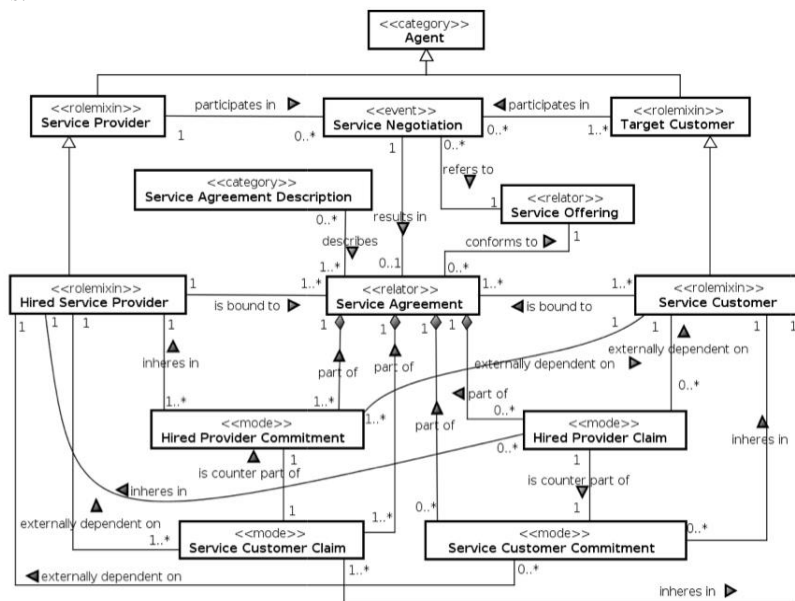 <<category>>
Agent
<<rolemixin>>
Service Provider
participates in
1
0..*
<<event>>
Service Negotiation
participates in
0..*
1..*
<<rolemixin>>
Target Customer
1
0..*
refers to
<<category>>
Service Agreement Description
0..*
results in
1
<<relator>>
Service Offering
describes
conforms to
1
1..*
0..1
0..*
<<rolemixin>>
Hired Service Provider
1
1..*
is bound to
<<relator>>
Service Agreement
1..*
1..*
is bound to
<<rolemixin>>
Service Customer
1
1
1
1
1
1
1
1
1
1
1
1
inheres in
part of
part of
externally dependent on
externally dependent on
1..*
1..*
part of
0..*
0..*
<<mode>>
Hired Provider Commitment
1..*
part of
<<mode>>
Hired Provider Claim
0..*
inheres in
1
is counter part of
1
is counter part of
inheres in
externally dependent on
1
1..*
0..*
1
1..*
<<mode>>
Service Customer Claim
<<mode>>
Service Customer Commitment
0..*
externally dependent on
1..*
0..*
inheres in